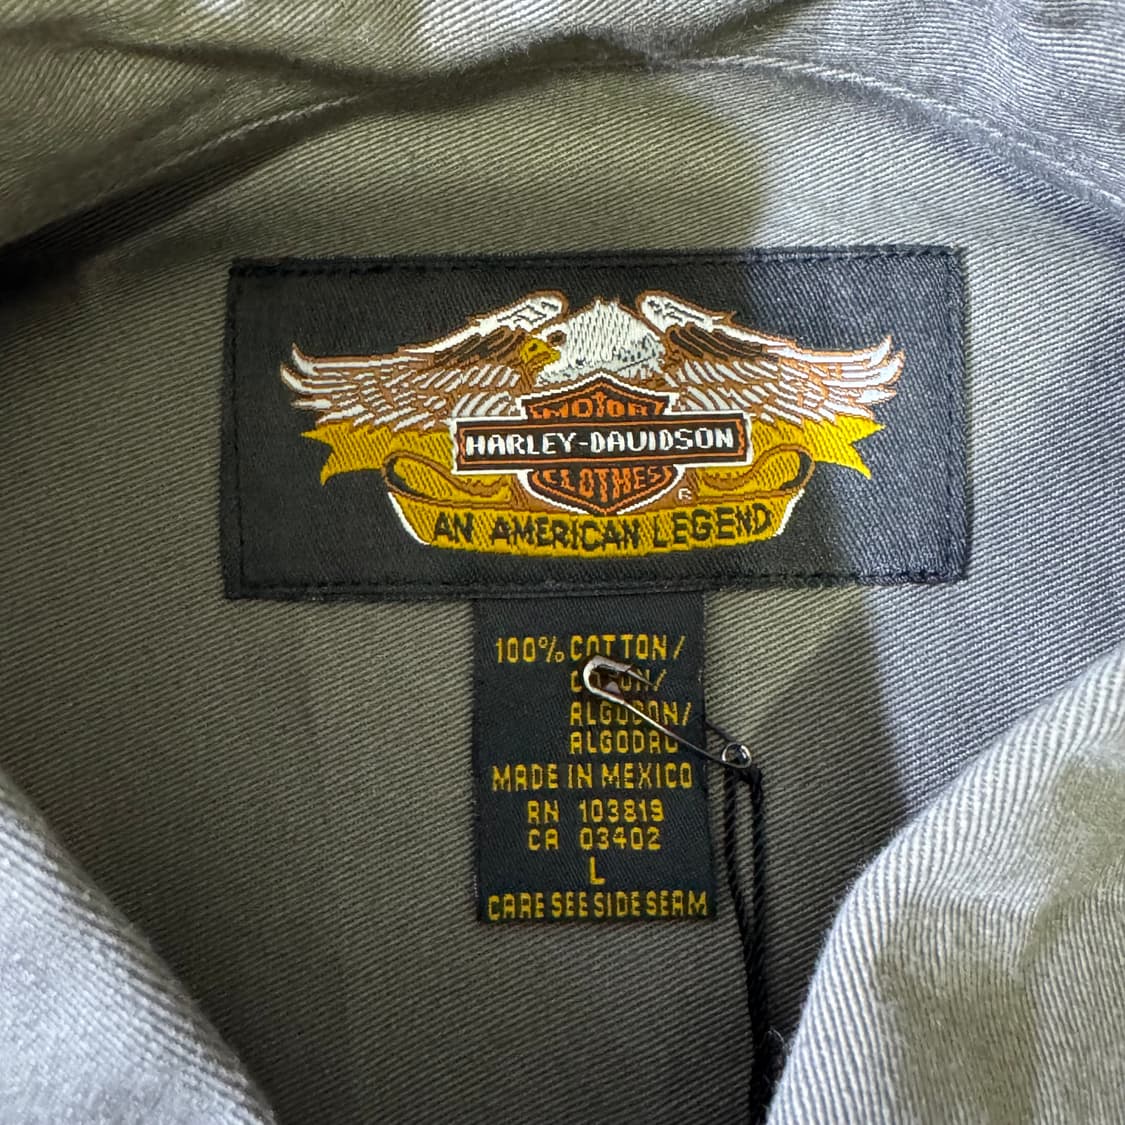 MOTOR
HARLEY-DAVIDSON
CLOTHES
®
AN AMERICAN LEGEND
100% COTTON/
ALGODON/
ALGODAO
MADE IN MEXICO
RN 103819
CA 03402
L
CARE SEE SIDE SEAM